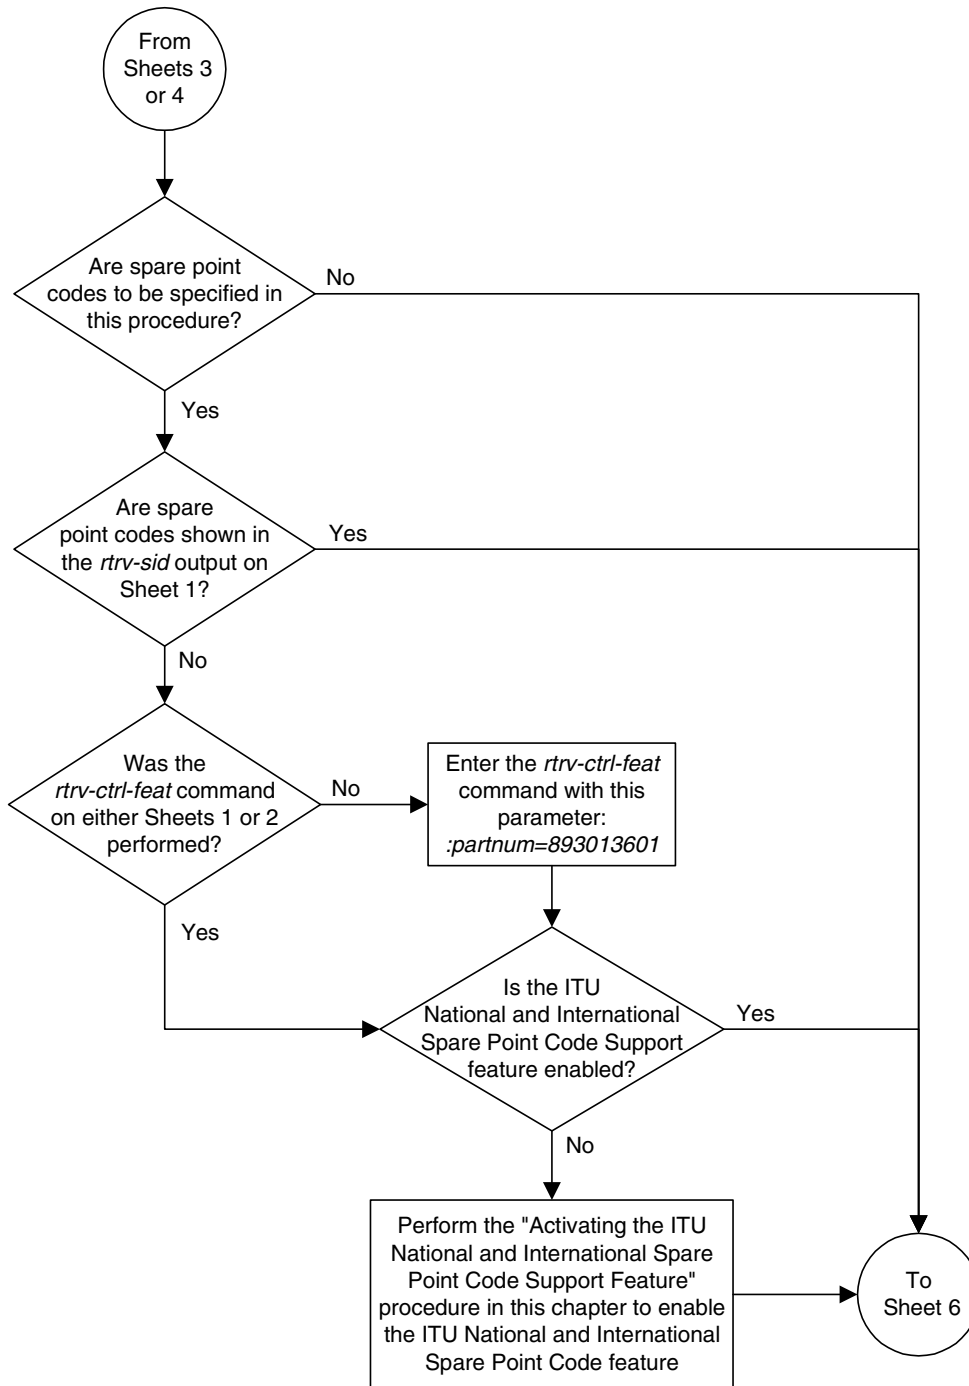 From
Sheets 3
or 4
Are spare point
codes to be specified in
this procedure?
No
Yes
Are spare
point codes shown in
the rtrv-sid output on
Sheet 1?
Yes
No
Was the
rtrv-ctrl-feat command
on either Sheets 1 or 2
performed?
No
Enter the rtrv-ctrl-feat
command with this
parameter:
:partnum=893013601
Yes
Is the ITU
National and International
Spare Point Code Support
feature enabled?
Yes
No
Perform the "Activating the ITU
National and International Spare
Point Code Support Feature"
procedure in this chapter to enable
the ITU National and International
Spare Point Code feature
To
Sheet 6